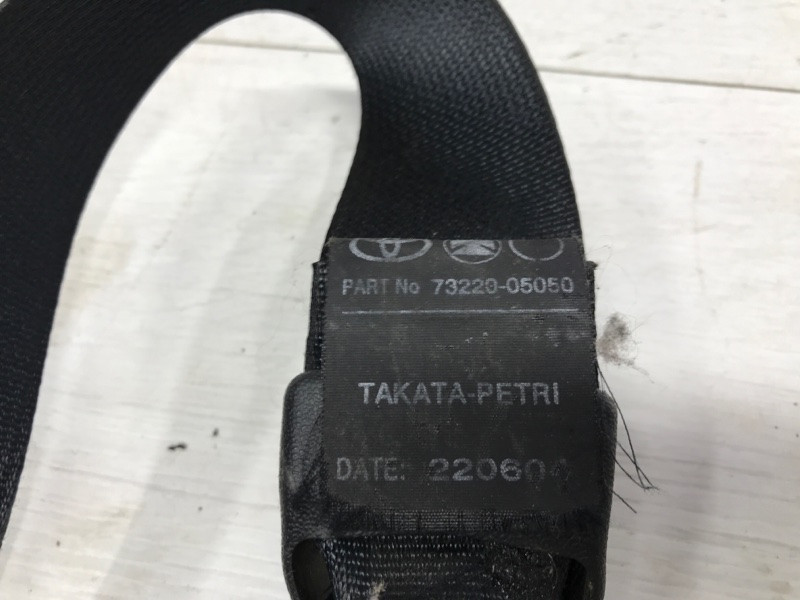 PART No 73220-05050
TAKATA-PETRI
DATE: 220604